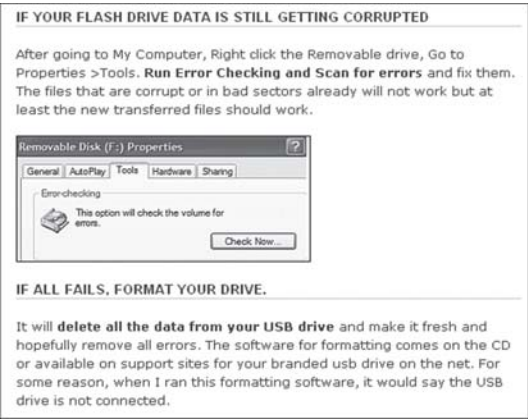 IF YOUR FLASH DRIVE DATA IS STILL GETTING CORRUPTED
After going to My Computer, Right click the Removable drive, Go to
Properties >Tools. Run Error Checking and Scan for errors and fix them.
The files that are corrupt or in bad sectors already will not work but at
least the new transferred files should work.
Removable Disk (F:) Properties ?
General AutoPlay Tools Hardware Sharing
Error-checking
This option will check the volume for
errors.
Check Now...
IF ALL FAILS, FORMAT YOUR DRIVE.
It will delete all the data from your USB drive and make it fresh and
hopefully remove all errors. The software for formatting comes on the CD
or available on support sites for your branded usb drive on the net. For
some reason, when I ran this formatting software, it would say the USB
drive is not connected.